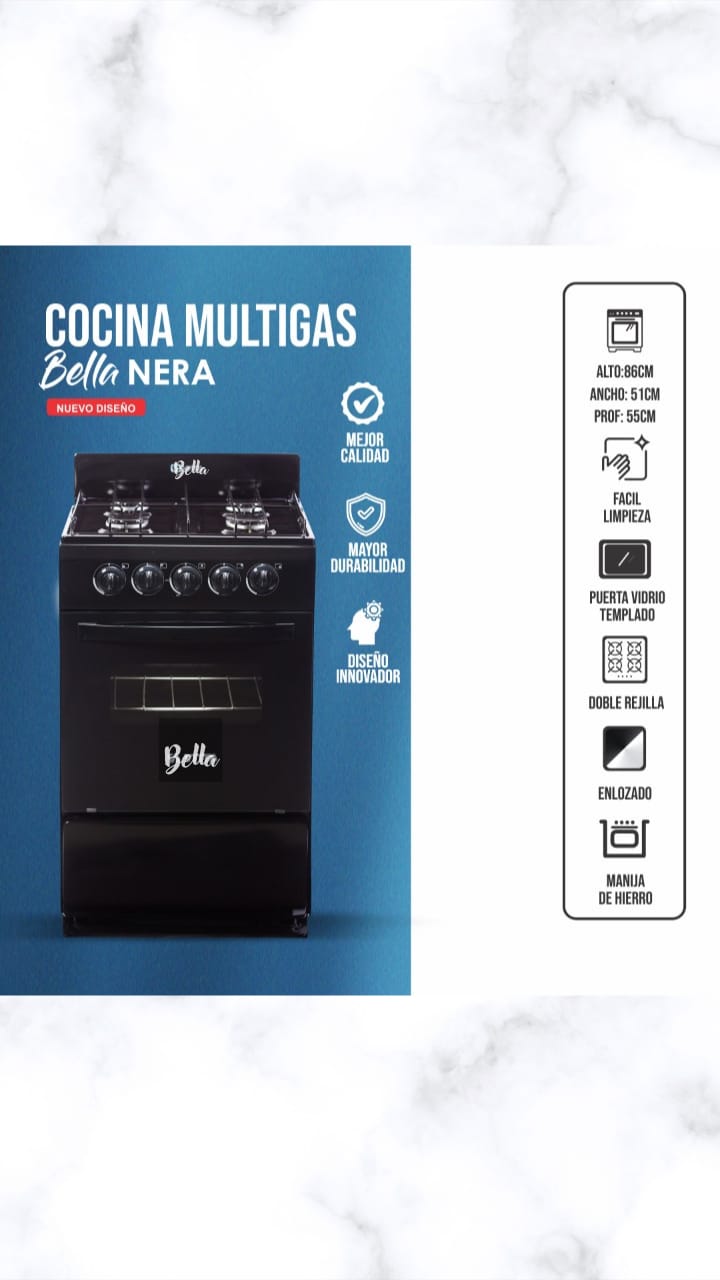 COCINA MULTIGAS
Bella NERA
NUEVO DISEÑO
MEJOR
CALIDAD
MAYOR
DURABILIDAD
DISEÑO
INNOVADOR
Bella
Bella
ALTO:86CM
ANCHO: 51CM
PROF: 55CM
FACIL
LIMPIEZA
PUERTA VIDRIO
TEMPLADO
DOBLE REJILLA
ENLOZADO
MANIJA
DE HIERRO